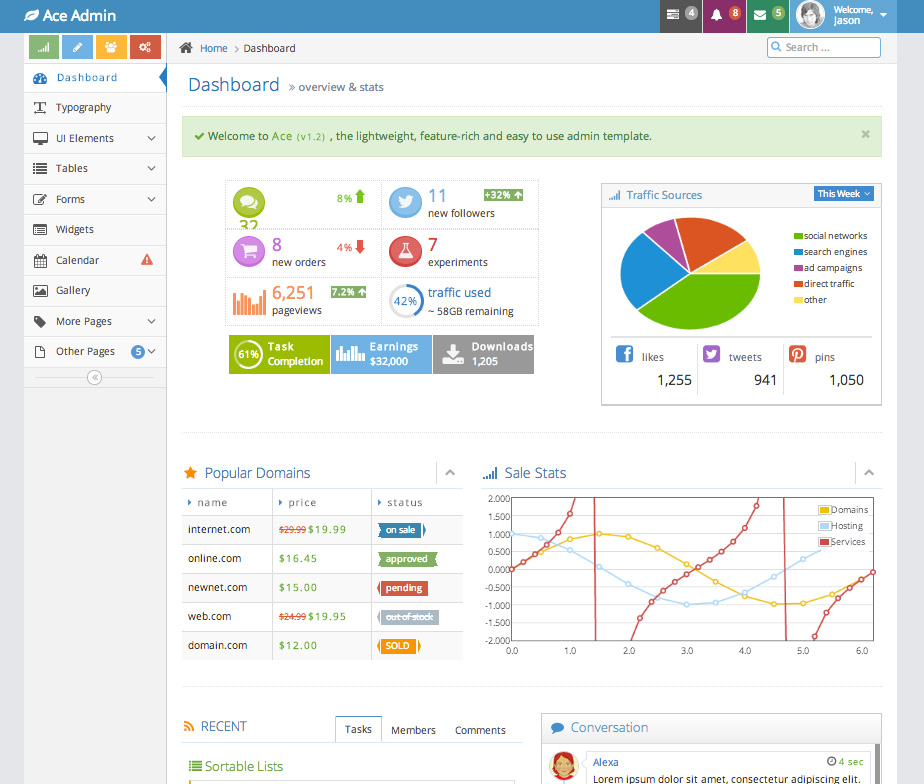 Ace Admin
4
8
5
Welcome,
Jason
Home
Dashboard
Search ...
Dashboard
Typography
UI Elements
Tables
Forms
Widgets
Calendar
Gallery
More Pages
Other Pages 5
Dashboard » overview & stats
Welcome to Ace (v1.2) , the lightweight, feature-rich and easy to use admin template.
×
32
8%
11
new followers
+32%
8
new orders
4%
7
experiments
6,251
pageviews
7.2%
42%
traffic used
~ 58GB remaining
61%
Task
Completion
Earnings
$32,000
Downloads
1,205
Traffic Sources
This Week
social networks
search engines
ad campaigns
direct traffic
other
likes
1,255
tweets
941
pins
1,050
Popular Domains
name price status
internet.com $29.99 $19.99 on sale
online.com $16.45 approved
newnet.com $15.00 pending
web.com $24.99 $19.95 out of stock
domain.com $12.00 SOLD
Sale Stats
2.000
1.500
1.000
0.500
0.000
-0.500
-1.000
-1.500
-2.000
0.0 1.0 2.0 3.0 4.0 5.0 6.0
Domains
Hosting
Services
RECENT
Tasks Members Comments
Sortable Lists
Conversation
Alexa
4 sec
Lorem ipsum dolor sit amet, consectetur adipiscing elit.